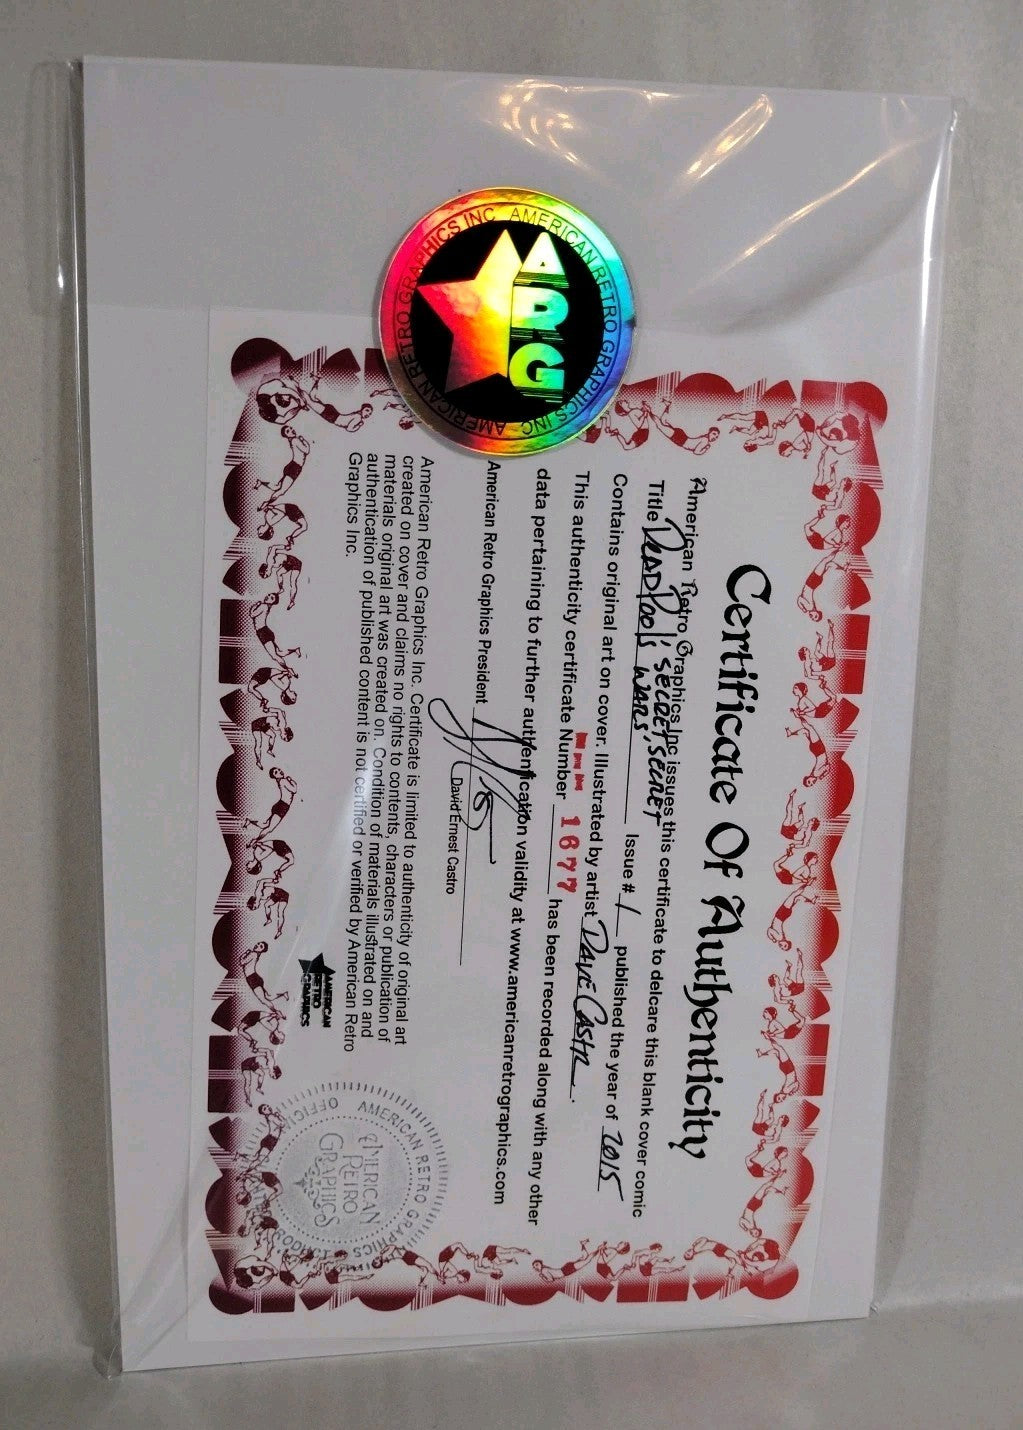 Certificate Of Authenticity
American Retro Graphics Inc issues this certificate to delcare this blank cover comic
Title DEADPOOL'S SECRET SECRET WARS Issue # 1 published the year of 2015
Contains original art on cover. Illustrated by artist DAVE CASTR.
This authenticity certificate Number 1677 has been recorded along with any other
data pertaining to further authentication validity at www.americanretrographics.com
American Retro Graphics President
David Ernest Castro
American Retro Graphics Inc. Certificate is limited to authenticity of original art
created on cover and claims no rights to contents, characters or publication of
materials original art was created on. Condition of materials illustrated on and
authentication of published content is not certified or verified by American Retro
Graphics Inc.
AMERICAN
RETRO
GRAPHICS
AMERICAN RETRO GRAPHICS INC AMERICAN RETRO GRAPHICS INC
ARG
AMERICAN RETRO GRAPHICS
AMERICAN
RETRO
GRAPHICS